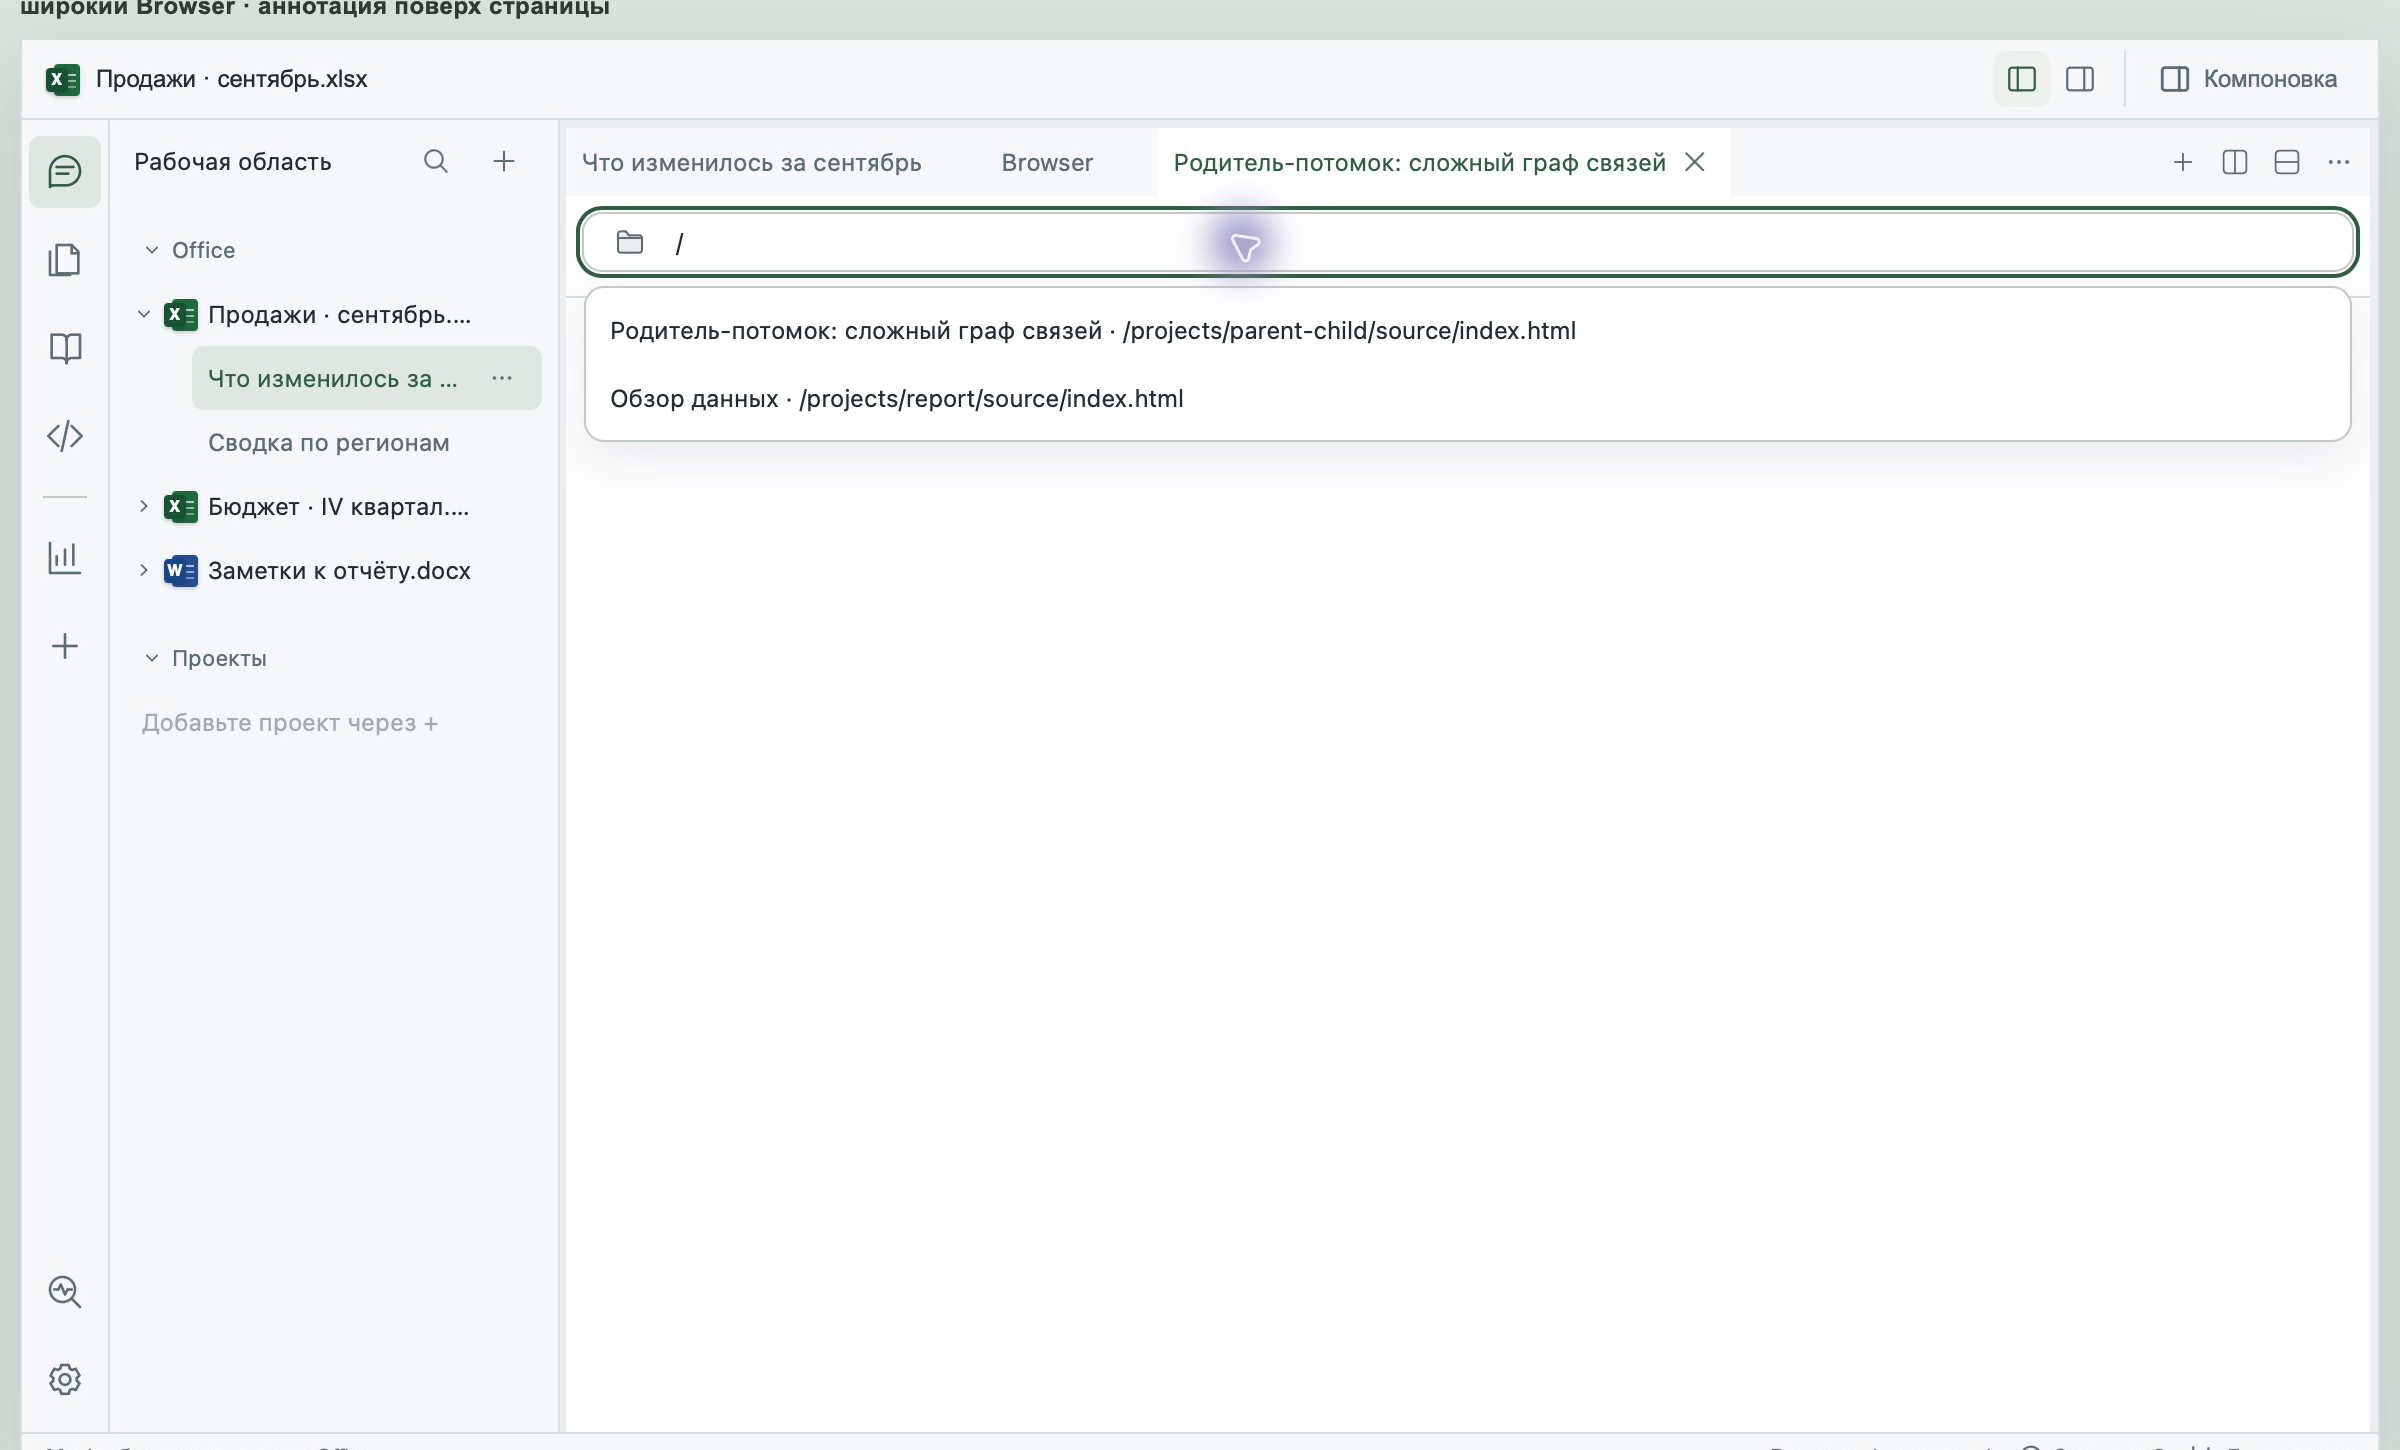 широкий Browser · аннотация поверх страницы
Продажи · сентябрь.xlsx
Компоновка
Рабочая область
Office
Продажи · сентябрь....
Что изменилось за ...
Сводка по регионам
Бюджет · IV квартал....
Заметки к отчёту.docx
Проекты
Добавьте проект через +
Что изменилось за сентябрь
Browser
Родитель-потомок: сложный граф связей
/
Родитель-потомок: сложный граф связей · /projects/parent-child/source/index.html
Обзор данных · /projects/report/source/index.html